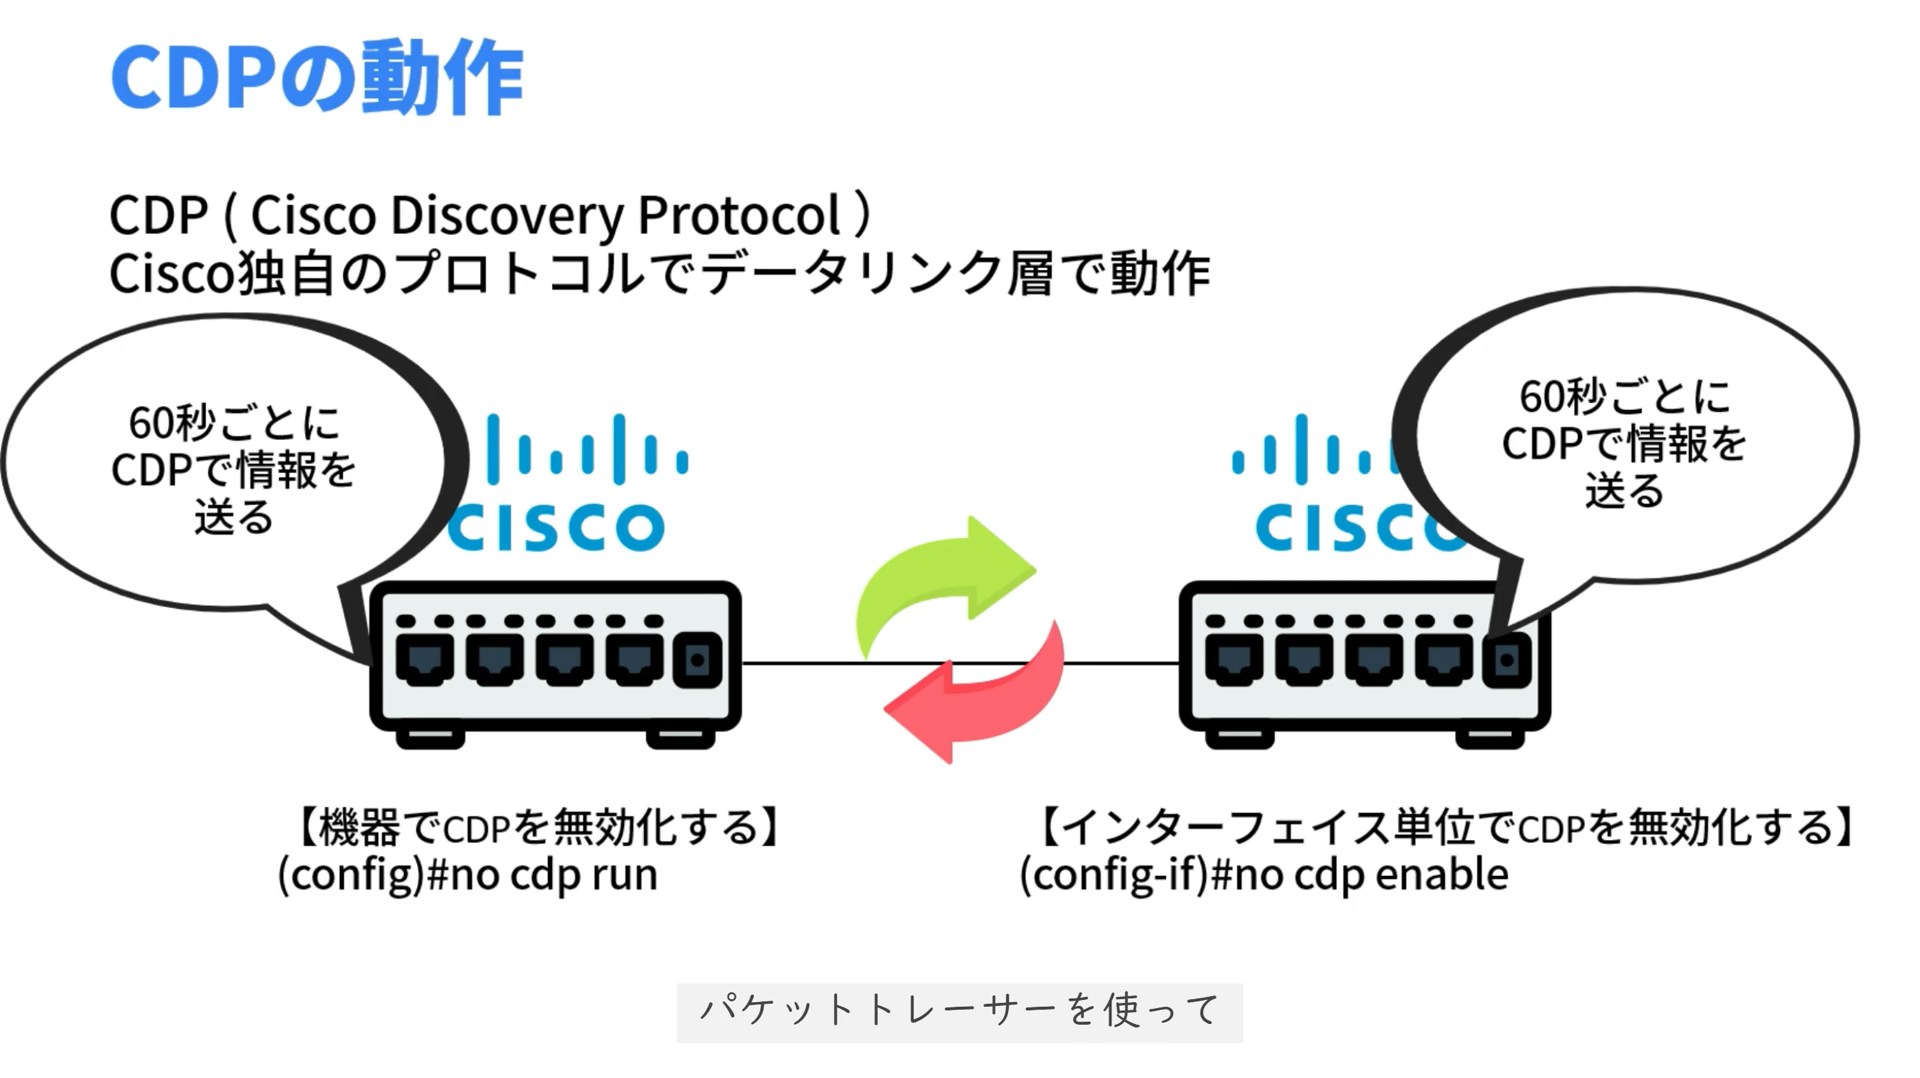 CDPの動作
CDP ( Cisco Discovery Protocol )
Cisco独自のプロトコルでデータリンク層で動作
60秒ごとに
CDPで情報を
送る
60秒ごとに
CDPで情報を
送る
CISCO
CISCO
【機器でCDPを無効化する】
(config)#no cdp run
【インターフェイス単位でCDPを無効化する】
(config-if)#no cdp enable
パケットトレーサーを使って